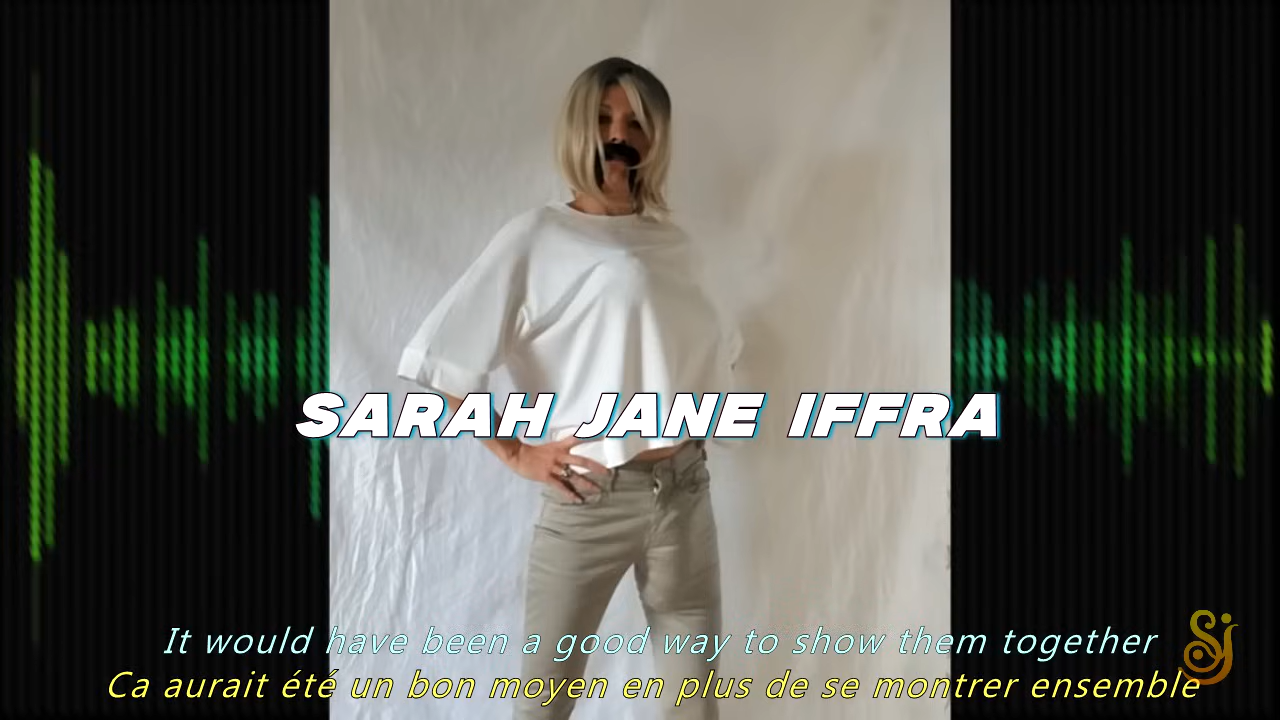 SARAH JANE IFFRA
It would have been a good way to show them together
Ca aurait été un bon moyen en plus de se montrer ensemble
SJ